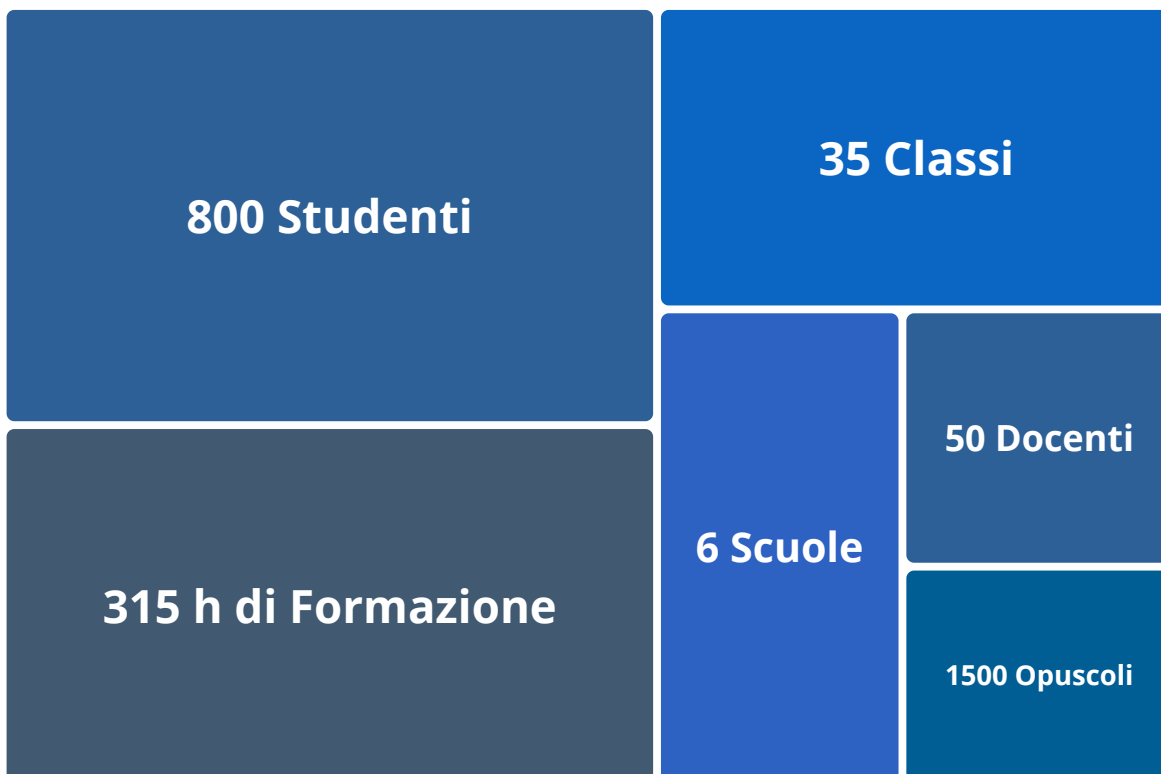 800 Studenti
35 Classi
315 h di Formazione
6 Scuole
50 Docenti
1500 Opuscoli